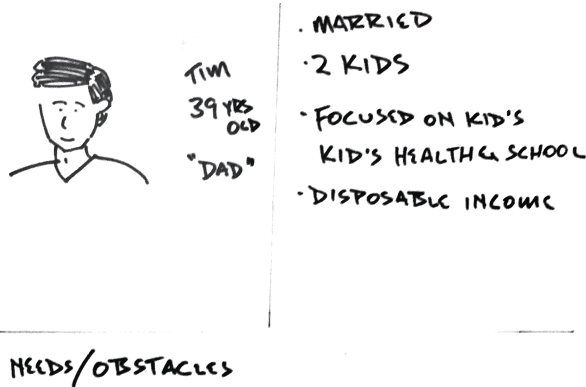 TIM
39 YRS
OLD
"DAD"
· MARRIED
· 2 KIDS
· FOCUSED ON KID'S
KID'S HEALTH & SCHOOL
· DISPOSABLE INCOME
NEEDS/OBSTACLES